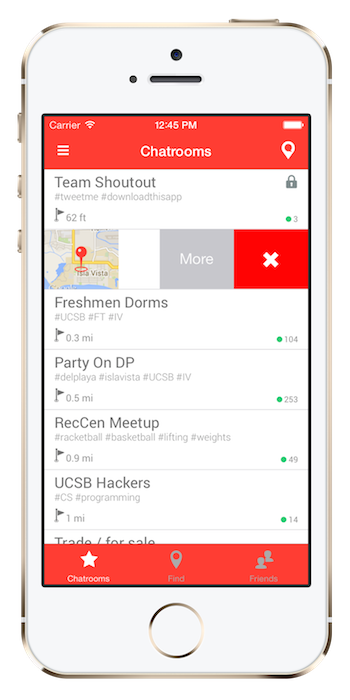 Carrier 12:45 PM
Chatrooms
Team Shoutout
#tweetme #downloadthisapp
62 ft 3
Isla Vista
More
Freshmen Dorms
#UCSB #FT #IV
0.3 mi 104
Party On DP
#delplaya #islavista #UCSB #IV
0.5 mi 253
RecCen Meetup
#racketball #basketball #lifting #weights
0.9 mi 49
UCSB Hackers
#CS #programming
1 mi 14
Trade / for sale
Chatrooms Find Friends